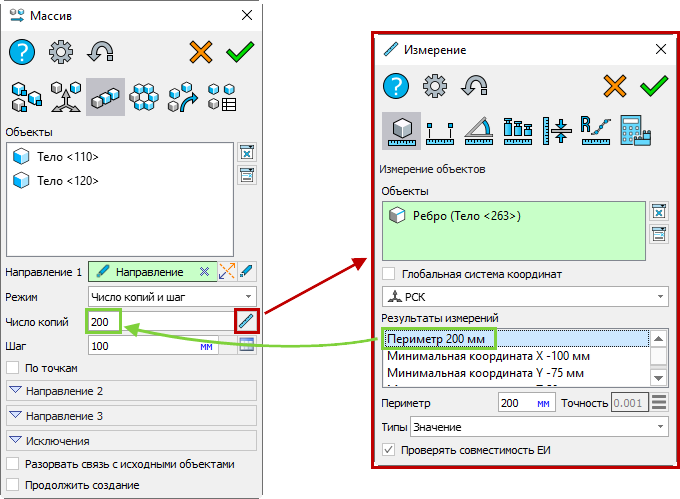 Массив
Объекты
Тело <110>
Тело <120>
Направление 1 Направление
Режим Число копий и шаг
Число копий 200
Шаг 100 мм
По точкам
Направление 2
Направление 3
Исключения
Разорвать связь с исходными объектами
Продолжить создание
Измерение
R
Измерение объектов
Объекты
Ребро (Тело <263>)
Глобальная система координат
РСК
Результаты измерений
Периметр 200 мм
Минимальная координата X -100 мм
Минимальная координата Y -75 мм
Периметр 200 мм Точность 0.001
Типы Значение
Проверять совместимость ЕИ